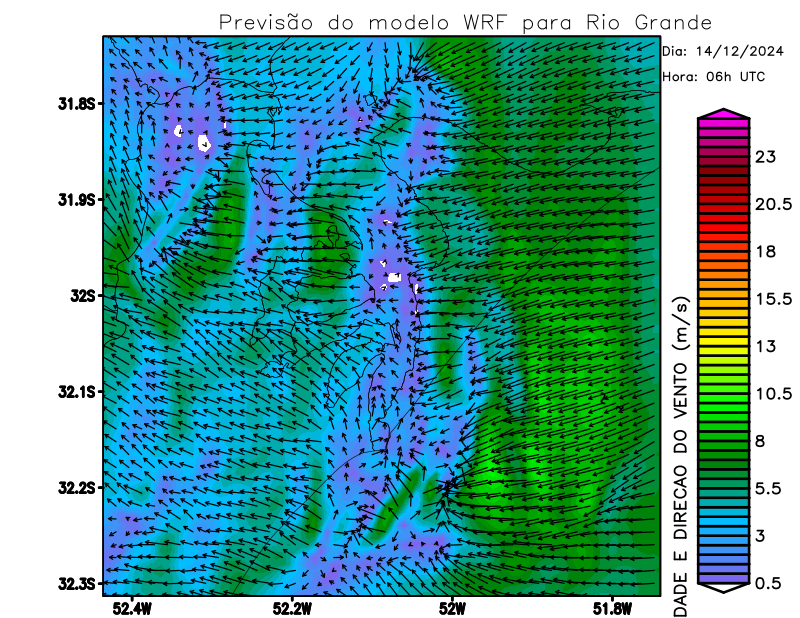 Previsão do modelo WRF para Rio Grande
Dia: 14/12/2024
Hora: 06h UTC
31.8S
31.9S
32S
32.1S
32.2S
32.3S
52.4W
52.2W
52W
51.8W
23
20.5
18
15.5
13
10.5
8
5.5
3
0.5
DADE E DIRECAO DO VENTO (m/s)